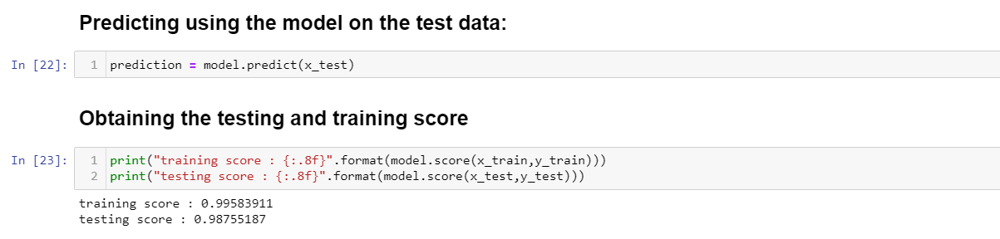 Predicting using the model on the test data:
In [22]: 1 prediction = model.predict(x_test)
Obtaining the testing and training score
In [23]: 1 print("training score : {:.8f}".format(model.score(x_train,y_train)))
2 print("testing score : {:.8f}".format(model.score(x_test,y_test)))
training score : 0.99583911
testing score : 0.98755187